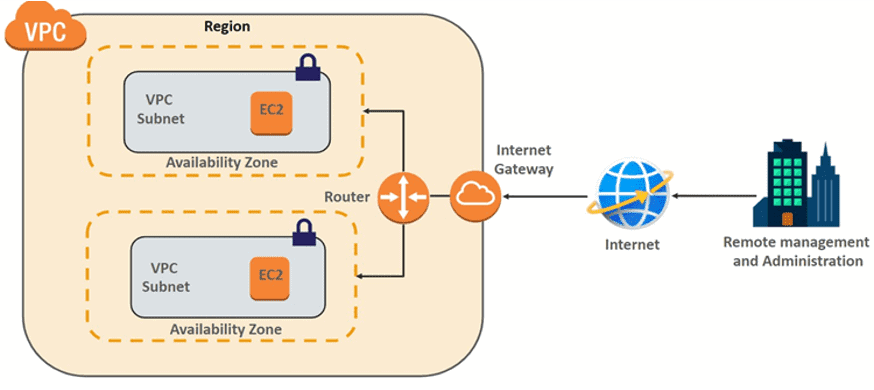 VPC
Region
VPC
Subnet
EC2
Availability Zone
Internet
Gateway
Router
VPC
Subnet
EC2
Availability Zone
Internet
Remote management
and Administration